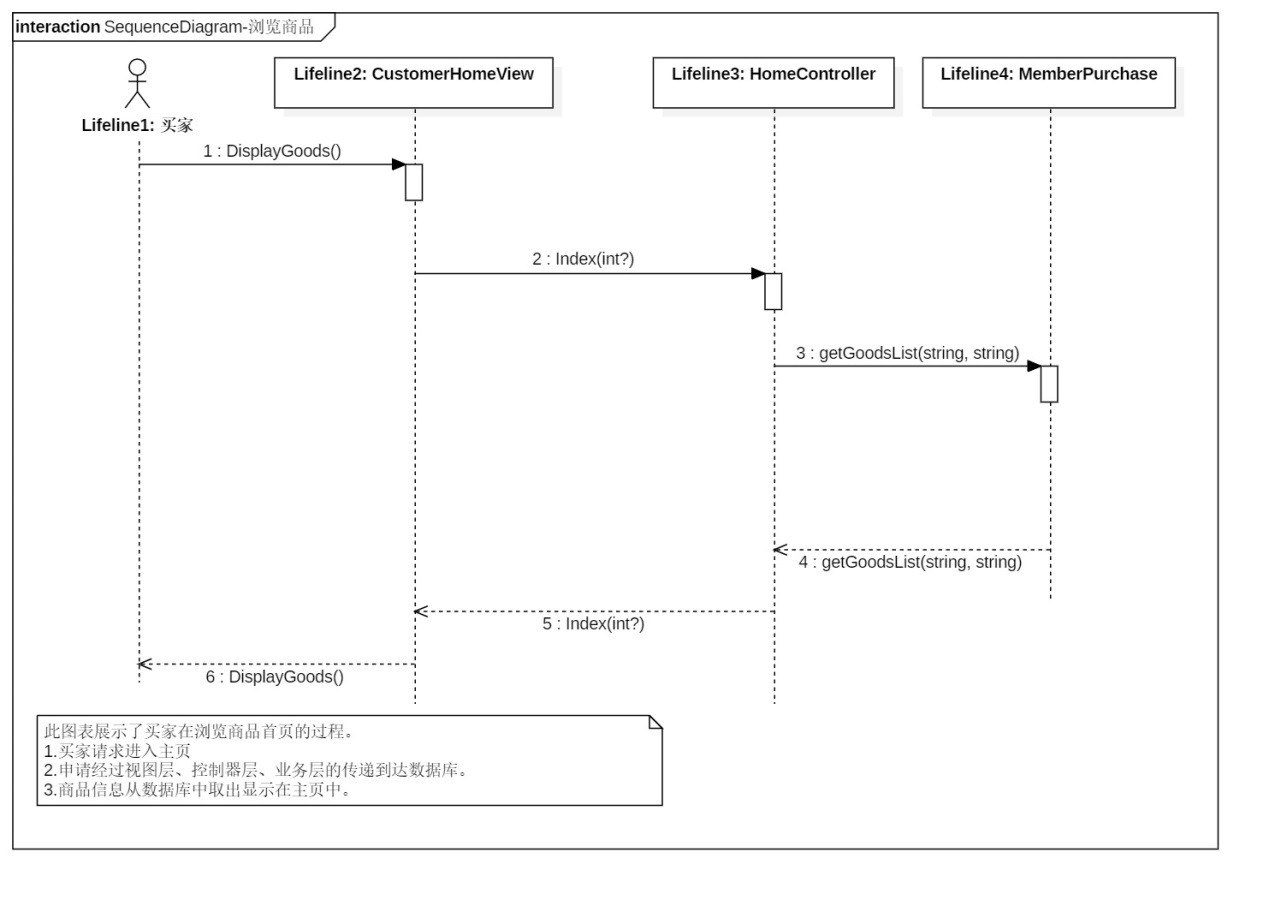 interaction SequenceDiagram-浏览商品
Lifeline1: 买家
Lifeline2: CustomerHomeView
Lifeline3: HomeController
Lifeline4: MemberPurchase
1 : DisplayGoods()
2 : Index(int?)
3 : getGoodsList(string, string)
4 : getGoodsList(string, string)
5 : Index(int?)
6 : DisplayGoods()
此图表展示了买家在浏览商品首页的过程。
1.买家请求进入主页
2.申请经过视图层、控制器层、业务层的传递到达数据库。
3.商品信息从数据库中取出显示在主页中。